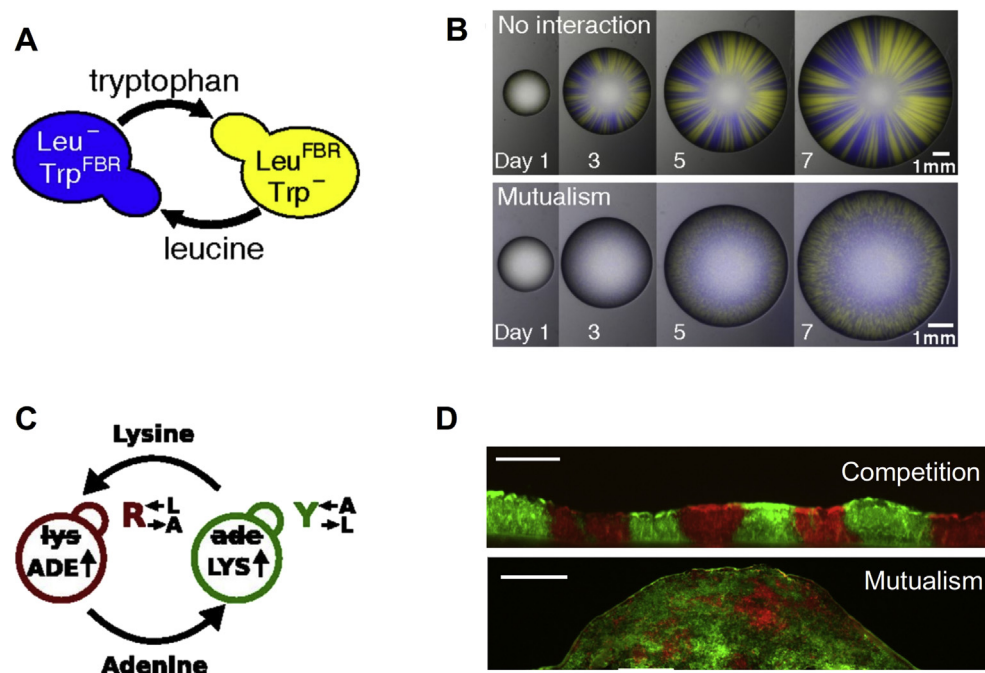 A
tryptophan
Leu⁻
Trp^FBR
Leu^FBR
Trp⁻
leucine
B
No interaction
Day 1 3 5 7 1mm
Mutualism
Day 1 3 5 7 1mm
C
Lysine
R L A
Y A L
lys
ADE
ade
LYS
Adenine
D
Competition
Mutualism